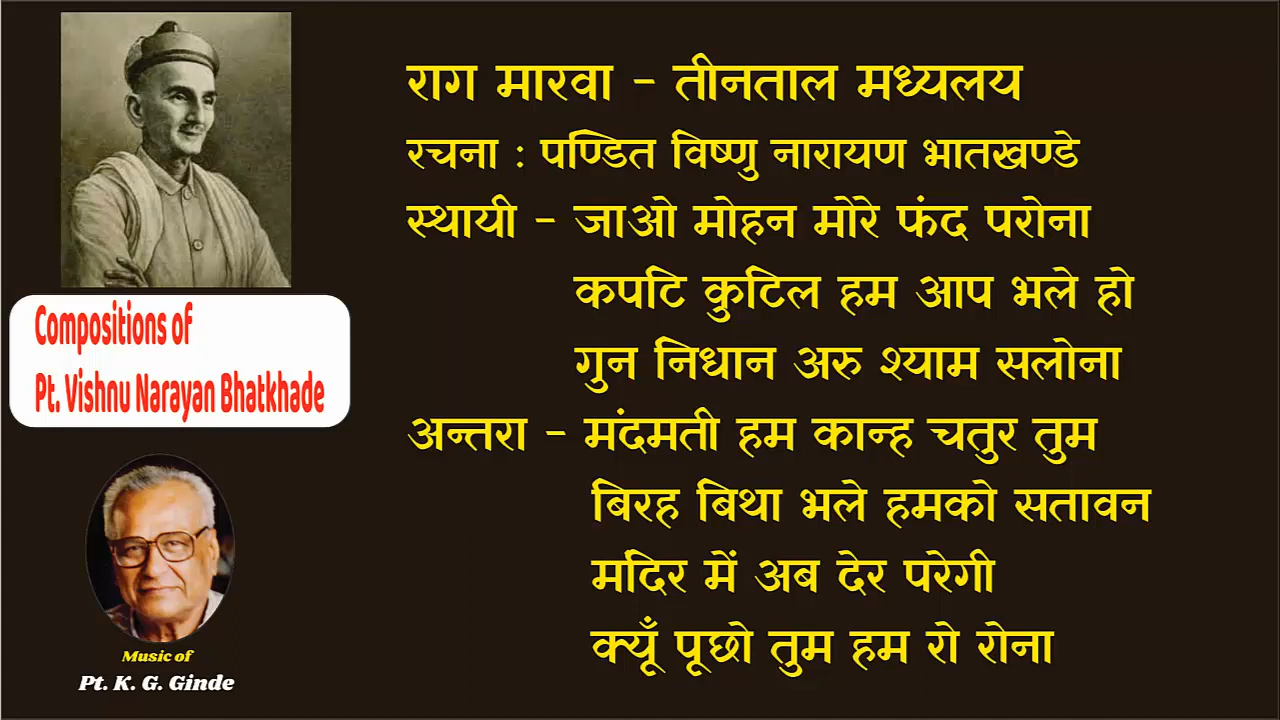 राग मारवा - तीनताल मध्यलय
रचना : पण्डित विष्णु नारायण भातखण्डे
स्थायी - जाओ मोहन मोरे फंद परोना
कपटि कुटिल हम आप भले हो
गुन निधान अरु श्याम सलोना
अन्तरा - मंदमती हम कान्ह चतुर तुम
बिरह बिथा भले हमको सतावन
मंदिर में अब देर परेगी
क्यूँ पूछो तुम हम रो रोना
Compositions of
Pt. Vishnu Narayan Bhatkhade
Music of
Pt. K. G. Ginde